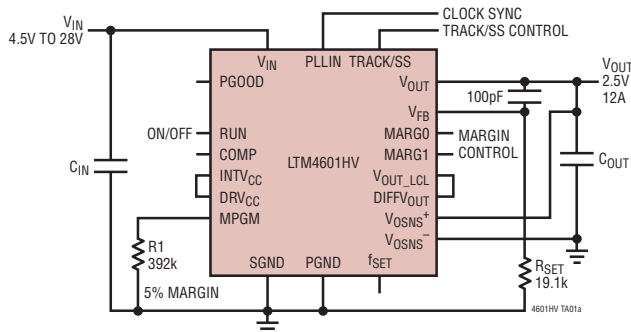 CLOCK SYNC
TRACK/SS CONTROL
VIN
4.5V TO 28V
VIN PLLIN TRACK/SS
PGOOD
VOUT
VOUT
2.5V
12A
100pF
VFB
ON/OFF
RUN
MARG0
MARGIN
CONTROL
COMP
MARG1
LTM4601HV
CIN
INTVCC
VOUT_LCL
COUT
DRVCC
DIFFVOUT
MPGM
VOSNS+
VOSNS–
R1
392k
SGND PGND fSET
RSET
19.1k
5% MARGIN
4601HV TA01a